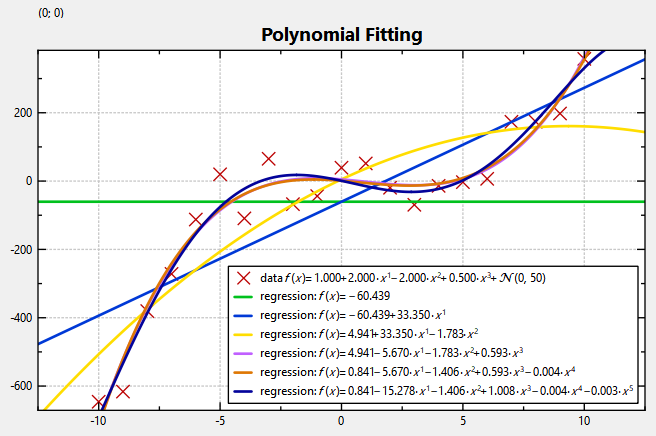 (0; 0)
Polynomial Fitting
200
0
-200
-400
-600
-10
-5
0
5
10
data f(x)=1.000+2.000·x¹−2.000·x²+0.500·x³+𝒩(0, 50)
regression: f(x)=−60.439
regression: f(x)=−60.439+33.350·x¹
regression: f(x)=4.941+33.350·x¹−1.783·x²
regression: f(x)=4.941−5.670·x¹−1.783·x²+0.593·x³
regression: f(x)=0.841−5.670·x¹−1.406·x²+0.593·x³−0.004·x⁴
regression: f(x)=0.841−15.278·x¹−1.406·x²+1.008·x³−0.004·x⁴−0.003·x⁵